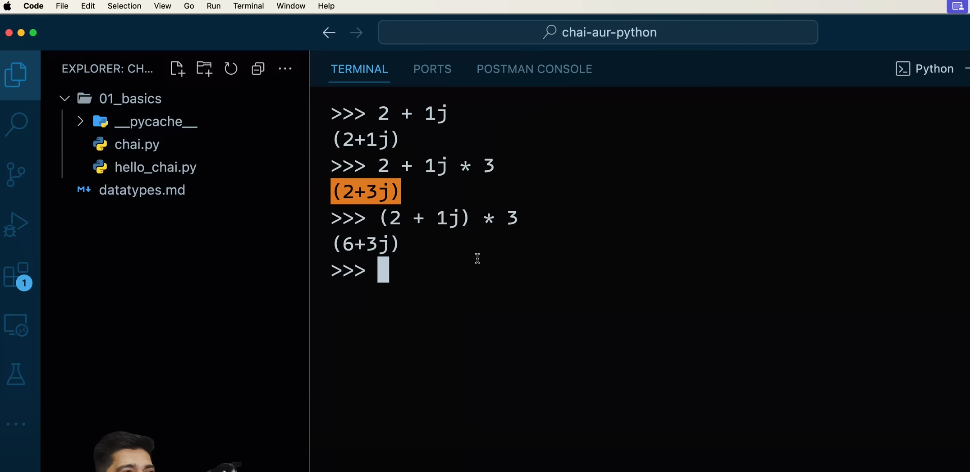 Code File Edit Selection View Go Run Terminal Window Help
chai-aur-python
EXPLORER: CH...
TERMINAL PORTS POSTMAN CONSOLE
Python
01_basics
__pycache__
chai.py
hello_chai.py
datatypes.md
1
>>> 2 + 1j
(2+1j)
>>> 2 + 1j * 3
(2+3j)
>>> (2 + 1j) * 3
(6+3j)
>>>